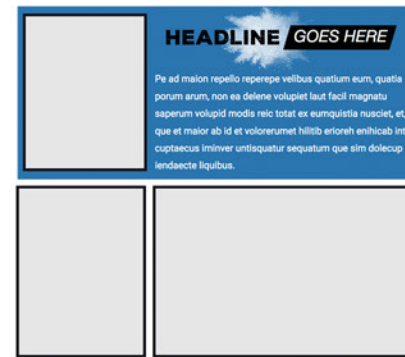 HEADLINE GOES HERE
Pe ad maion repello reperepe velibus quatium eum, quatia
porum arum, non ea delene volupiet laut facil magnatu
saperum volupid modis reic totat ex eumquistia nusciet, et,
que et maior ab id et volorerumet hilitib erioreh enihicab int
cuptaecus iminver untisquatur sequatum que sim dolecup
iendaecte liquibus.